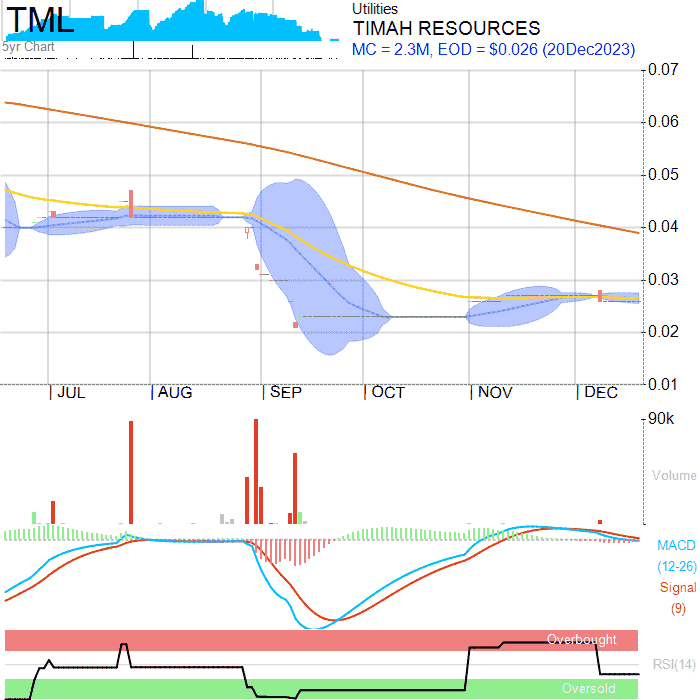 TML
5yr Chart
Utilities
TIMAH RESOURCES
MC = 2.3M, EOD = $0.026 (20Dec2023)
0.07
0.06
0.05
0.04
0.03
0.02
0.01
JUL AUG SEP OCT NOV DEC
90k
Volume
MACD
(12-26)
Signal
(9)
Overbought
RSI(14)
Oversold